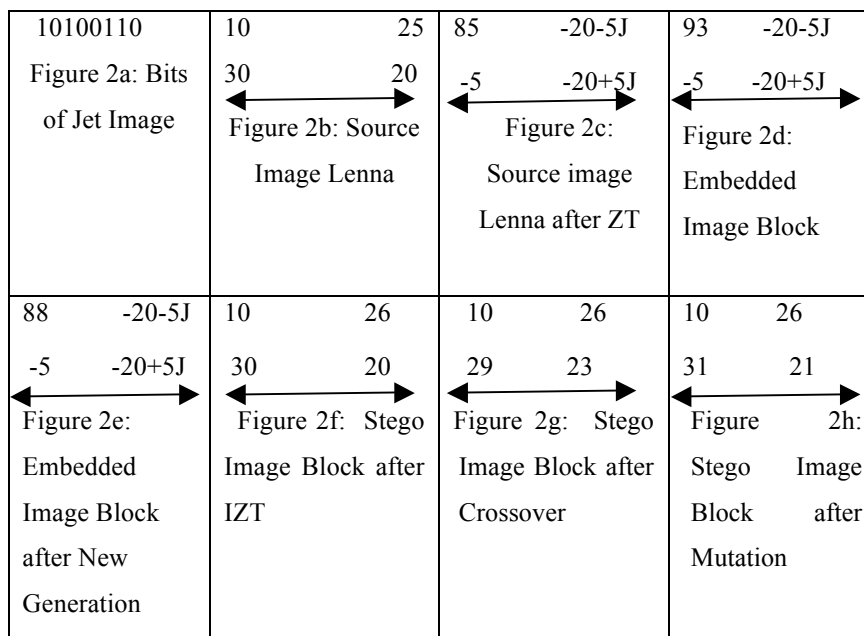 10100110
Figure 2a: Bits
of Jet Image
10 25
30 20
Figure 2b: Source
Image Lenna
85 -20-5J
-5 -20+5J
Figure 2c:
Source image
Lenna after ZT
93 -20-5J
-5 -20+5J
Figure 2d:
Embedded
Image Block
88 -20-5J
-5 -20+5J
Figure 2e:
Embedded
Image Block
after New
Generation
10 26
30 20
Figure 2f: Stego
Image Block after
IZT
10 26
29 23
Figure 2g: Stego
Image Block after
Crossover
10 26
31 21
Figure 2h:
Stego Image
Block after
Mutation